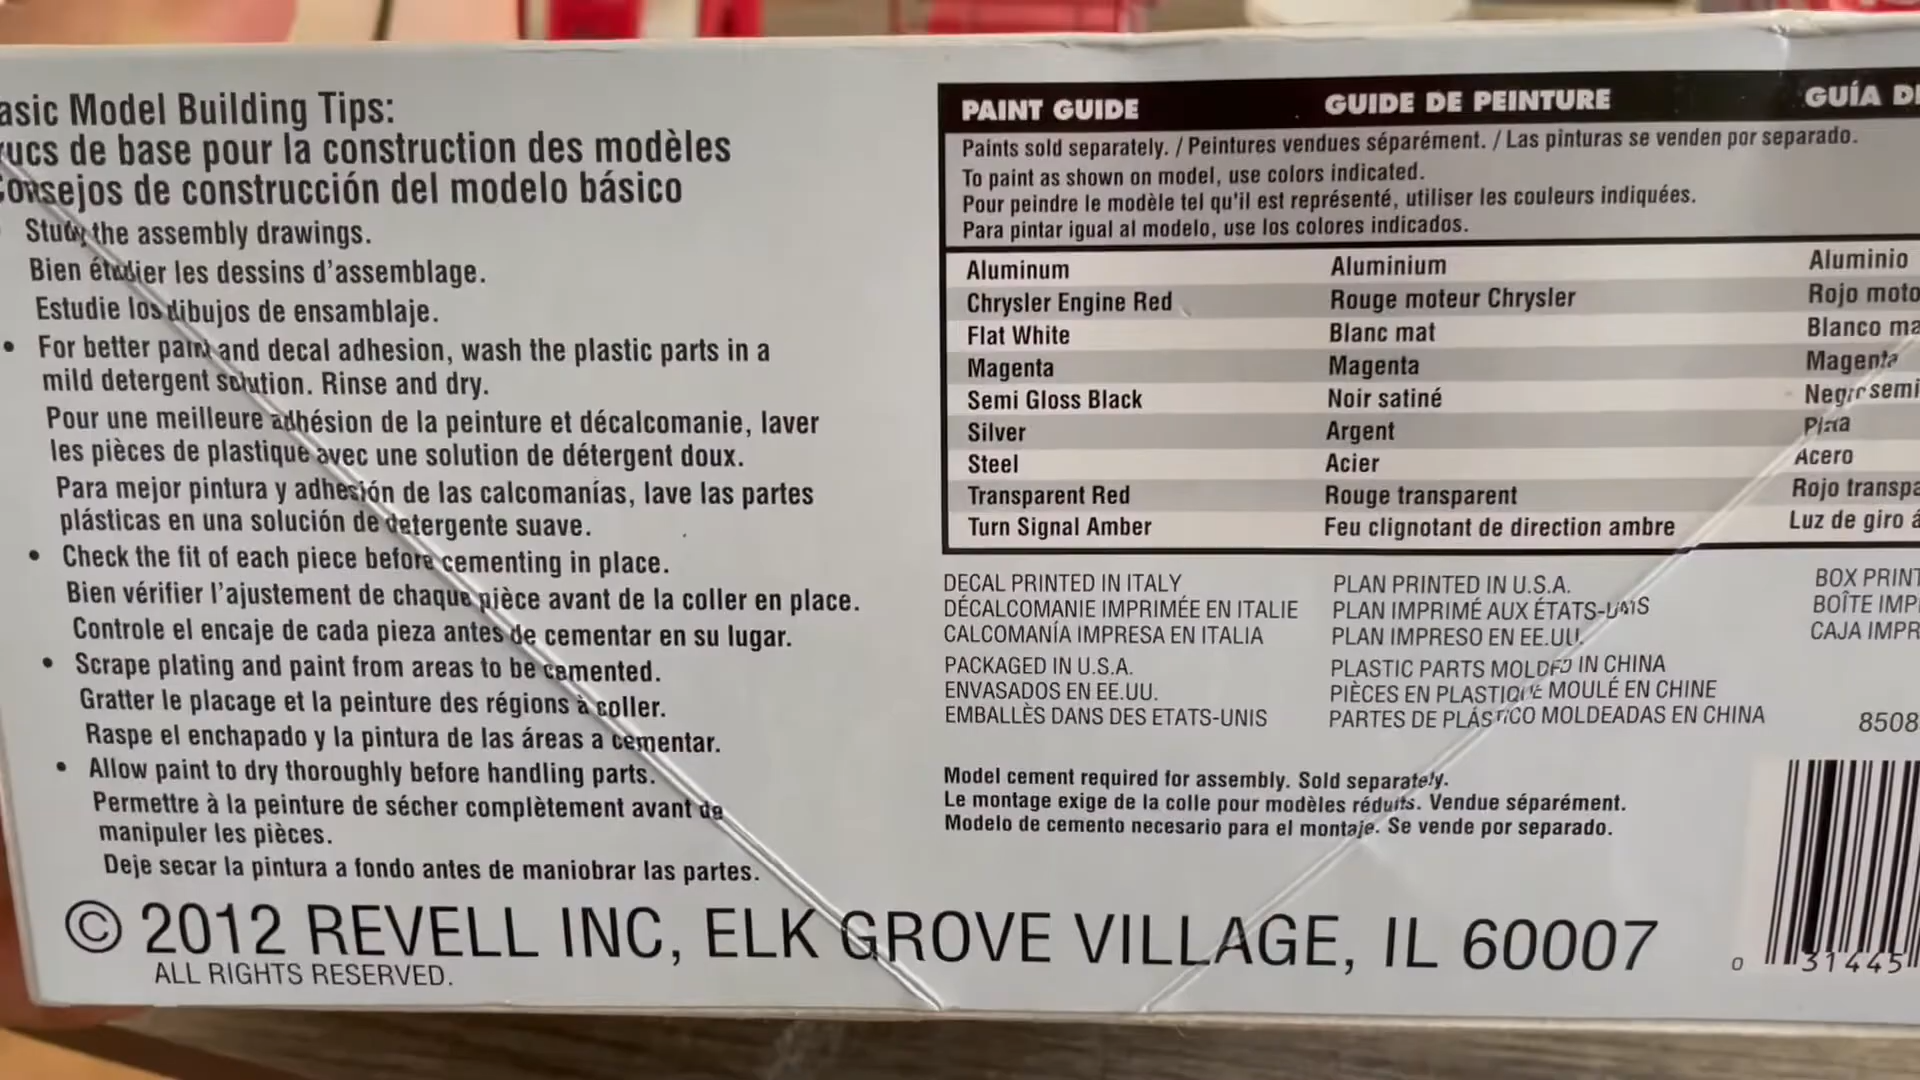 asic Model Building Tips:
rucs de base pour la construction des modèles
Consejos de construcción del modelo básico
Study the assembly drawings.
Bien étudier les dessins d'assemblage.
Estudie los dibujos de ensamblaje.
• For better paint and decal adhesion, wash the plastic parts in a
mild detergent solution. Rinse and dry.
Pour une meilleure adhésion de la peinture et décalcomanie, laver
les pièces de plastique avec une solution de détergent doux.
Para mejor pintura y adhesión de las calcomanías, lave las partes
plásticas en una solución de detergente suave.
• Check the fit of each piece before cementing in place.
Bien vérifier l'ajustement de chaque pièce avant de la coller en place.
Controle el encaje de cada pieza antes de cementar en su lugar.
• Scrape plating and paint from areas to be cemented.
Gratter le placage et la peinture des régions à coller.
Raspe el enchapado y la pintura de las áreas a cementar.
• Allow paint to dry thoroughly before handling parts.
Permettre à la peinture de sécher complètement avant de
manipuler les pièces.
Deje secar la pintura a fondo antes de maniobrar las partes.
PAINT GUIDE GUIDE DE PEINTURE GUÍA DE
Paints sold separately. / Peintures vendues séparément. / Las pinturas se venden por separado.
To paint as shown on model, use colors indicated.
Pour peindre le modèle tel qu'il est représenté, utiliser les couleurs indiquées.
Para pintar igual al modelo, use los colores indicados.
Aluminum Aluminium Aluminio
Chrysler Engine Red Rouge moteur Chrysler Rojo moto
Flat White Blanc mat Blanco ma
Magenta Magenta Magenta
Semi Gloss Black Noir satiné Negro semi
Silver Argent Plata
Steel Acier Acero
Transparent Red Rouge transparent Rojo transpa
Turn Signal Amber Feu clignotant de direction ambre Luz de giro á
DECAL PRINTED IN ITALY PLAN PRINTED IN U.S.A. BOX PRINT
DÉCALCOMANIE IMPRIMÉE EN ITALIE PLAN IMPRIMÉ AUX ÉTATS-UNIS BOÎTE IMP
CALCOMANÍA IMPRESA EN ITALIA PLAN IMPRESO EN EE.UU. CAJA IMPR
PACKAGED IN U.S.A. PLASTIC PARTS MOLDED IN CHINA
ENVASADOS EN EE.UU. PIÈCES EN PLASTIQUE MOULÉ EN CHINE
EMBALLÈS DANS DES ETATS-UNIS PARTES DE PLÁSTICO MOLDEADAS EN CHINA
8508
Model cement required for assembly. Sold separately.
Le montage exige de la colle pour modèles réduits. Vendue séparément.
Modelo de cemento necesario para el montaje. Se vende por separado.
© 2012 REVELL INC, ELK GROVE VILLAGE, IL 60007
ALL RIGHTS RESERVED.
0 31445